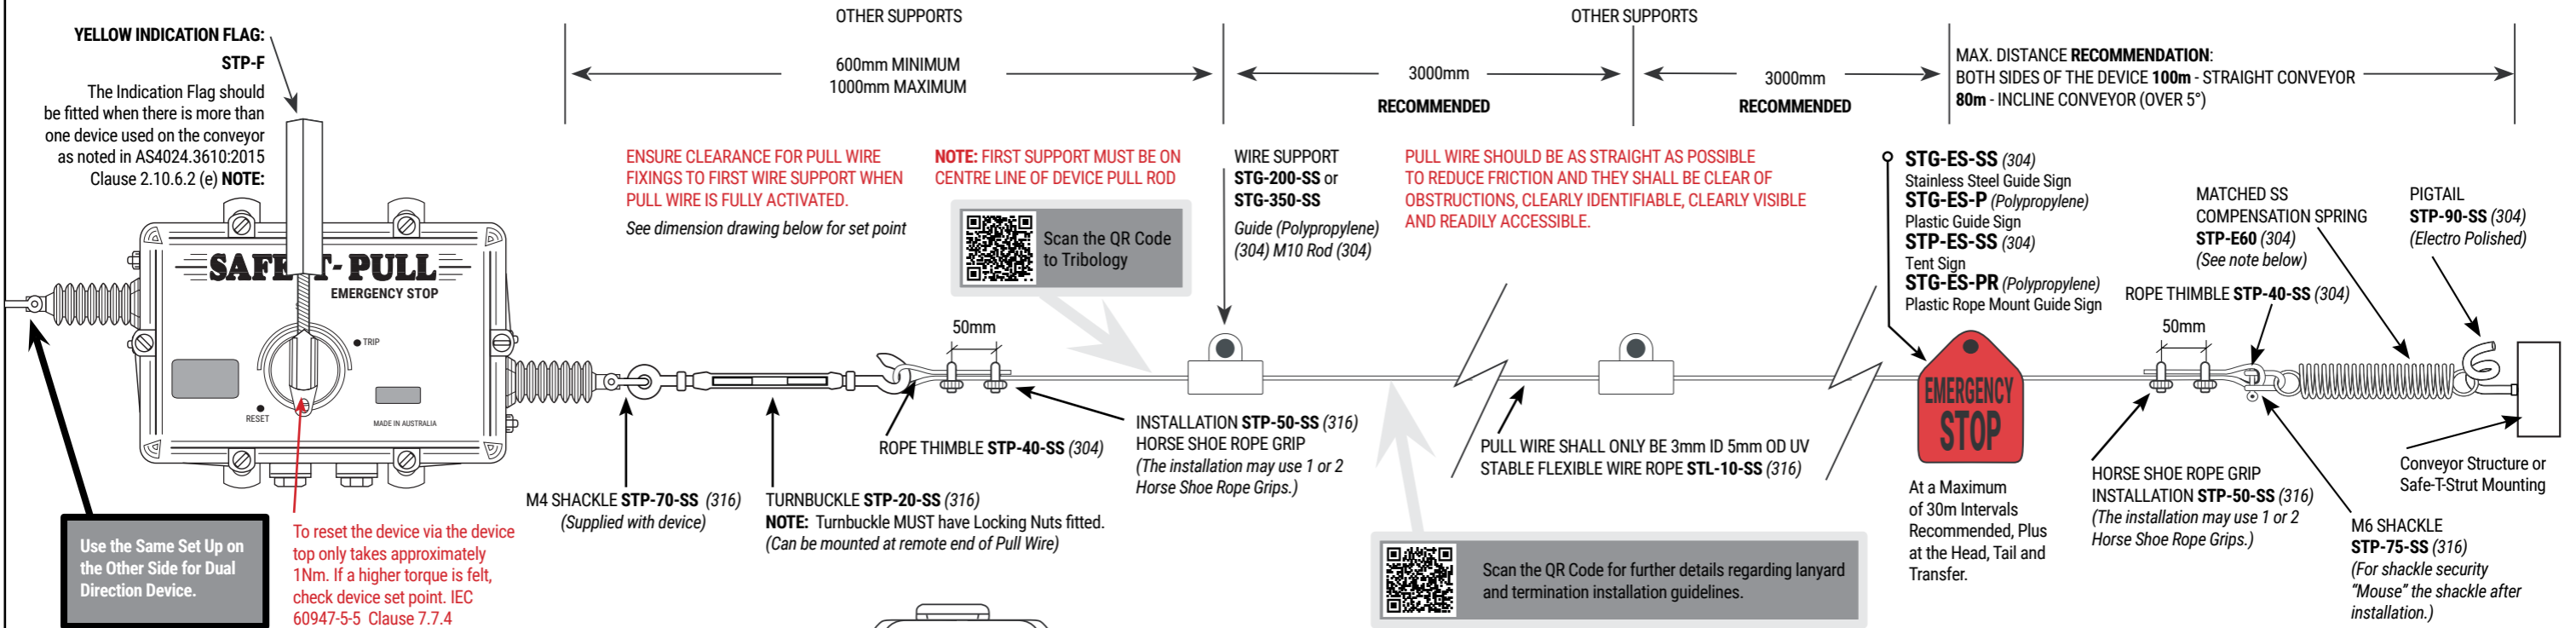 OTHER SUPPORTS
OTHER SUPPORTS
YELLOW INDICATION FLAG:
STP-F
The Indication Flag should
be fitted when there is more than
one device used on the conveyor
as noted in AS4024.3610:2015
Clause 2.10.6.2 (e) NOTE:
600mm MINIMUM
1000mm MAXIMUM
3000mm
RECOMMENDED
3000mm
RECOMMENDED
MAX. DISTANCE RECOMMENDATION:
BOTH SIDES OF THE DEVICE 100m - STRAIGHT CONVEYOR
80m - INCLINE CONVEYOR (OVER 5°)
ENSURE CLEARANCE FOR PULL WIRE
FIXINGS TO FIRST WIRE SUPPORT WHEN
PULL WIRE IS FULLY ACTIVATED.
See dimension drawing below for set point
NOTE: FIRST SUPPORT MUST BE ON
CENTRE LINE OF DEVICE PULL ROD
Scan the QR Code
to Tribology
WIRE SUPPORT
STG-200-SS or
STG-350-SS
Guide (Polypropylene)
(304) M10 Rod (304)
PULL WIRE SHOULD BE AS STRAIGHT AS POSSIBLE
TO REDUCE FRICTION AND THEY SHALL BE CLEAR OF
OBSTRUCTIONS, CLEARLY IDENTIFIABLE, CLEARLY VISIBLE
AND READILY ACCESSIBLE.
STG-ES-SS (304)
Stainless Steel Guide Sign
STG-ES-P (Polypropylene)
Plastic Guide Sign
STP-ES-SS (304)
Tent Sign
STG-ES-PR (Polypropylene)
Plastic Rope Mount Guide Sign
MATCHED SS
COMPENSATION SPRING
STP-E60 (304)
(See note below)
PIGTAIL
STP-90-SS (304)
(Electro Polished)
ROPE THIMBLE STP-40-SS (304)
SAFE-T-PULL
EMERGENCY STOP
TRIP
RESET
MADE IN AUSTRALIA
50mm
50mm
EMERGENCY
STOP
ROPE THIMBLE STP-40-SS (304)
INSTALLATION STP-50-SS (316)
HORSE SHOE ROPE GRIP
(The installation may use 1 or 2
Horse Shoe Rope Grips.)
PULL WIRE SHALL ONLY BE 3mm ID 5mm OD UV
STABLE FLEXIBLE WIRE ROPE STL-10-SS (316)
M4 SHACKLE STP-70-SS (316)
(Supplied with device)
TURNBUCKLE STP-20-SS (316)
NOTE: Turnbuckle MUST have Locking Nuts fitted.
(Can be mounted at remote end of Pull Wire)
At a Maximum
of 30m Intervals
Recommended, Plus
at the Head, Tail and
Transfer.
HORSE SHOE ROPE GRIP
INSTALLATION STP-50-SS (316)
(The installation may use 1 or 2
Horse Shoe Rope Grips.)
Conveyor Structure or
Safe-T-Strut Mounting
M6 SHACKLE
STP-75-SS (316)
(For shackle security
"Mouse" the shackle after
installation.)
Use the Same Set Up on
the Other Side for Dual
Direction Device.
To reset the device via the device
top only takes approximately
1Nm. If a higher torque is felt,
check device set point. IEC
60947-5-5 Clause 7.7.4
Scan the QR Code for further details regarding lanyard
and termination installation guidelines.